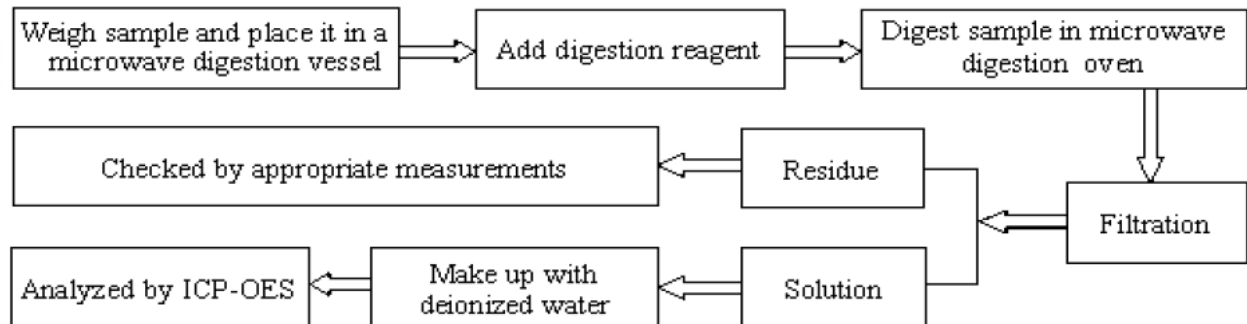 Weigh sample and place it in a
microwave digestion vessel
Add digestion reagent
Digest sample in microwave
digestion oven
Filtration
Residue
Checked by appropriate measurements
Solution
Make up with
deionized water
Analyzed by ICP-OES